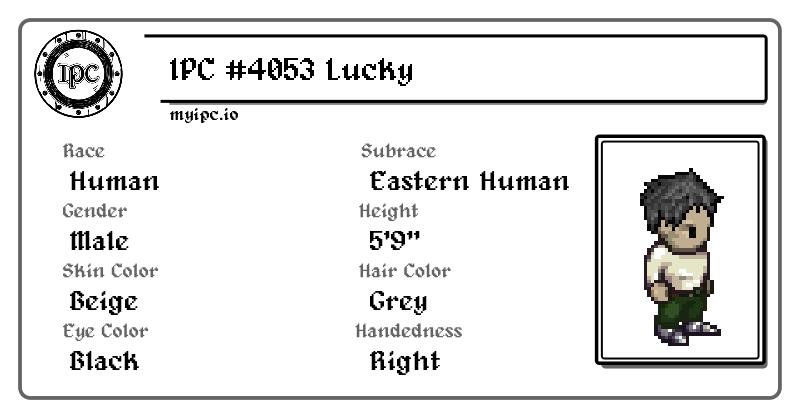 IPC
IPC #4053 Lucky
myipc.io
Race
Human
Subrace
Eastern Human
Gender
Male
Height
5'9"
Skin Color
Beige
Hair Color
Grey
Eye Color
Black
Handedness
Right